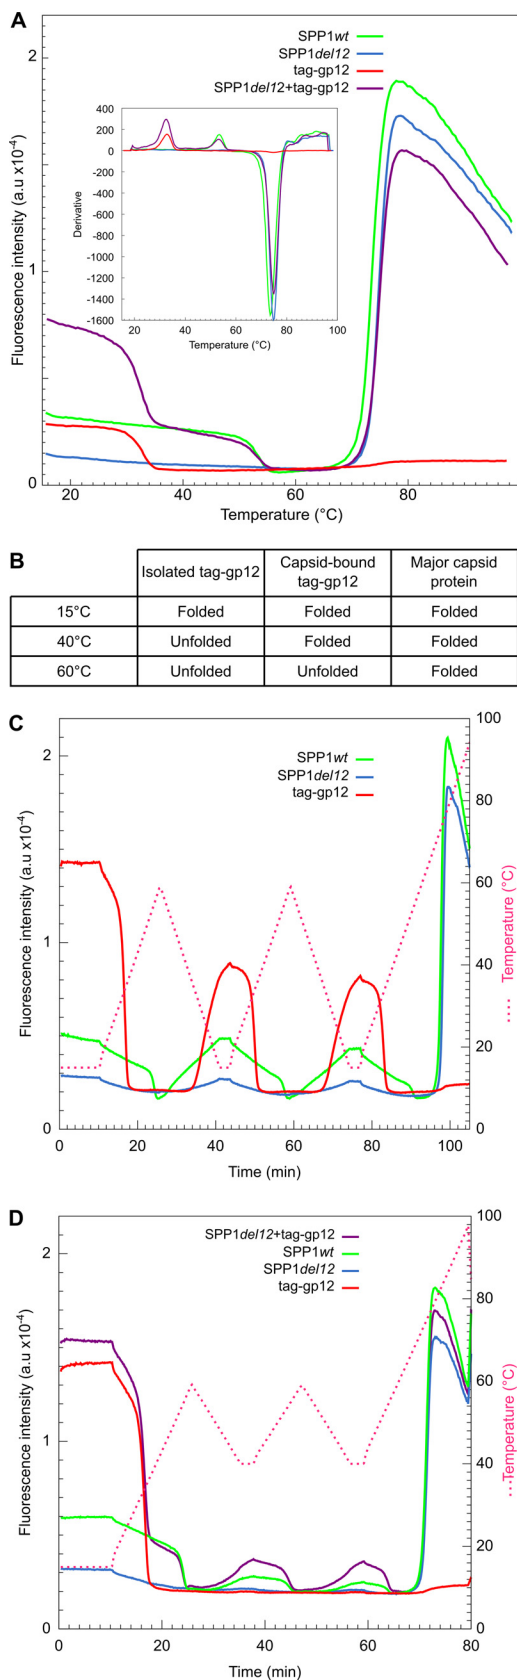 A
SPP1wt
SPP1del12
tag-gp12
SPP1del12+tag-gp12
Fluorescence intensity (a.u x10-4)
2
1
0
400
200
0
-200
-400
-600
-800
-1000
-1200
-1400
-1600
Derivative
20 40 60 80 100
Temperature (°C)
20 40 60 80
Temperature (°C)
B
Isolated tag-gp12 Capsid-bound tag-gp12 Major capsid protein
15°C Folded Folded Folded
40°C Unfolded Folded Folded
60°C Unfolded Unfolded Folded
C
SPP1wt
SPP1del12
tag-gp12
Fluorescence intensity (a.u x10-4)
2
1
0
100
80
60
40
20
0
Temperature (°C)
0 20 40 60 80 100
Time (min)
D
SPP1del12+tag-gp12
SPP1wt
SPP1del12
tag-gp12
Fluorescence intensity (a.u x10-4)
2
1
0
100
80
60
40
20
0
Temperature (°C)
0 20 40 60 80
Time (min)